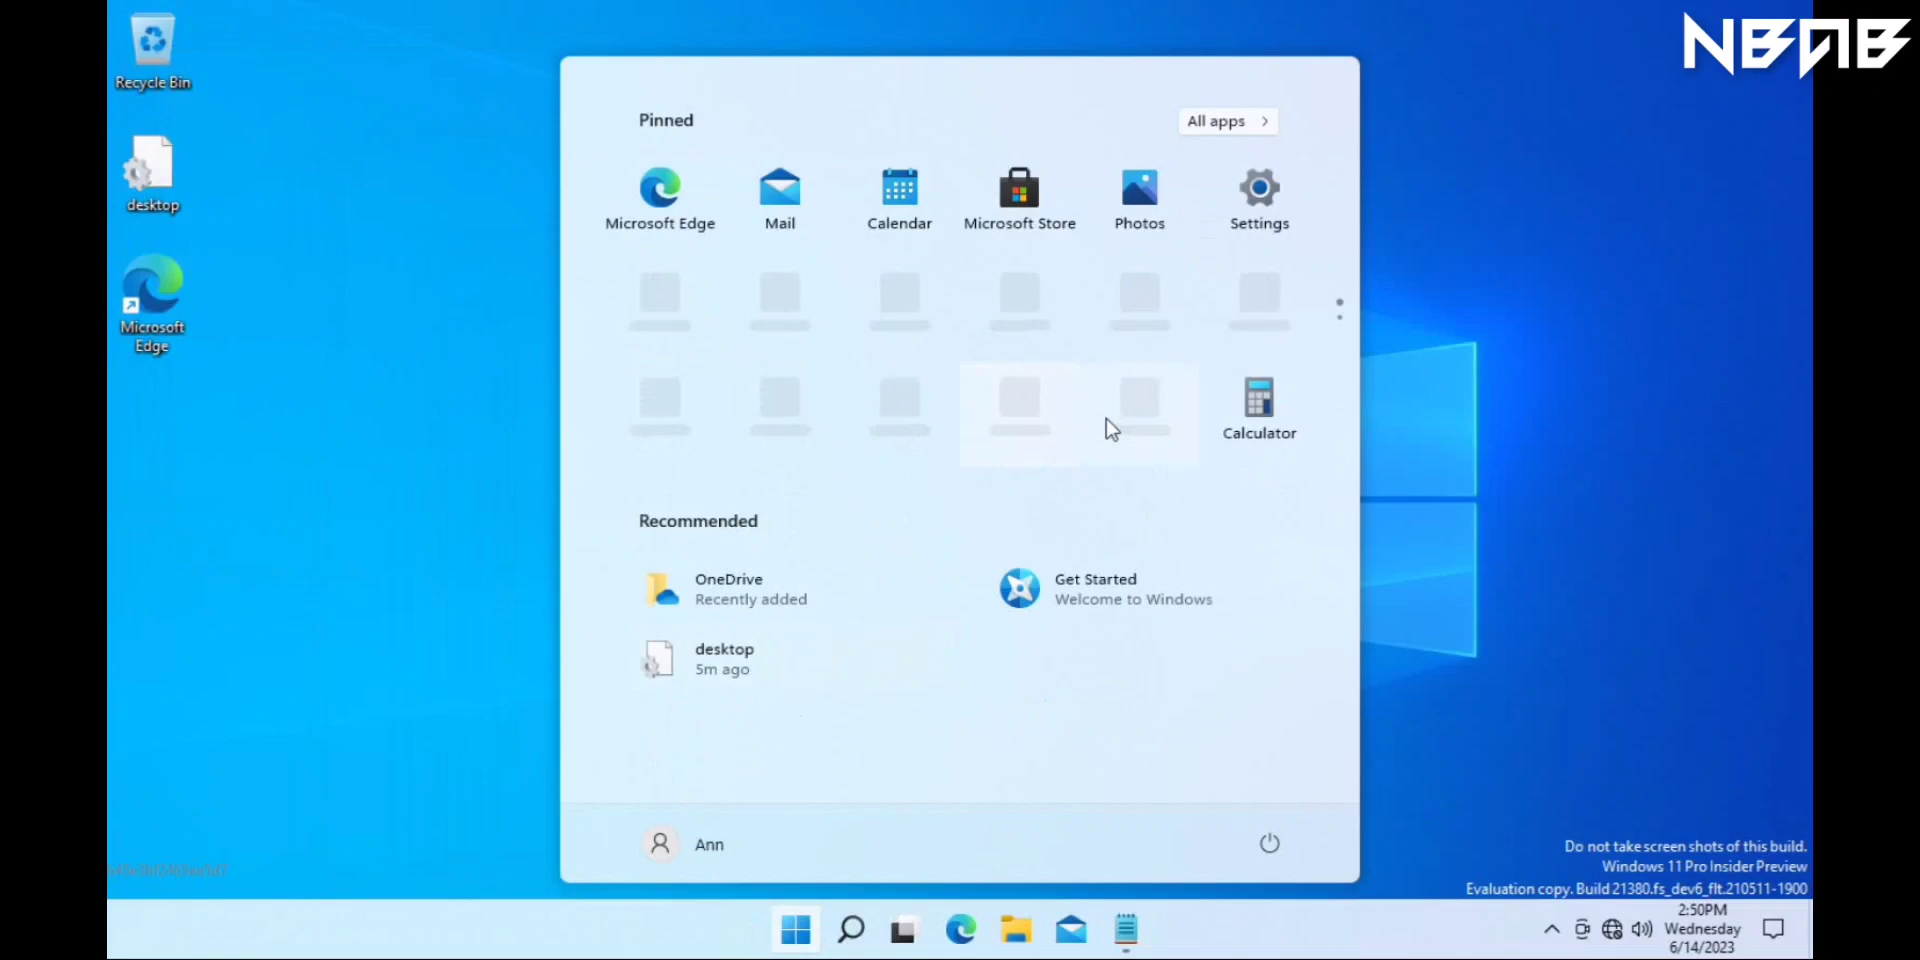 NBAB
Recycle Bin
desktop
Microsoft
Edge
Pinned
All apps
Microsoft Edge
Mail
Calendar
Microsoft Store
Photos
Settings
Calculator
Recommended
OneDrive
Recently added
Get Started
Welcome to Windows
desktop
5m ago
Ann
Do not take screen shots of this build.
Windows 11 Pro Insider Preview
Evaluation copy. Build 21380.fs_dev6_flt.210511-1900
2:50PM
Wednesday
6/14/2023